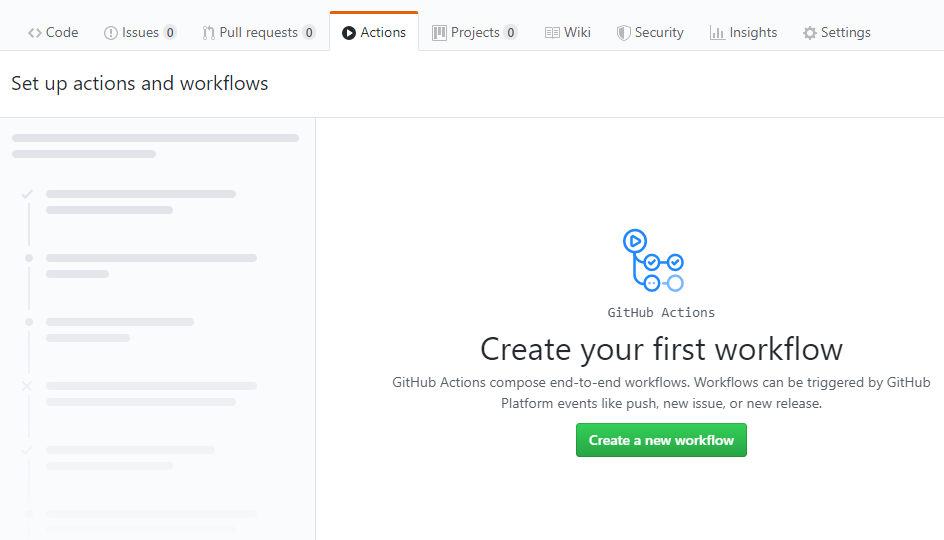 Code Issues 0 Pull requests 0 Actions Projects 0 Wiki Security Insights Settings
Set up actions and workflows
GitHub Actions
Create your first workflow
GitHub Actions compose end-to-end workflows. Workflows can be triggered by GitHub
Platform events like push, new issue, or new release.
Create a new workflow